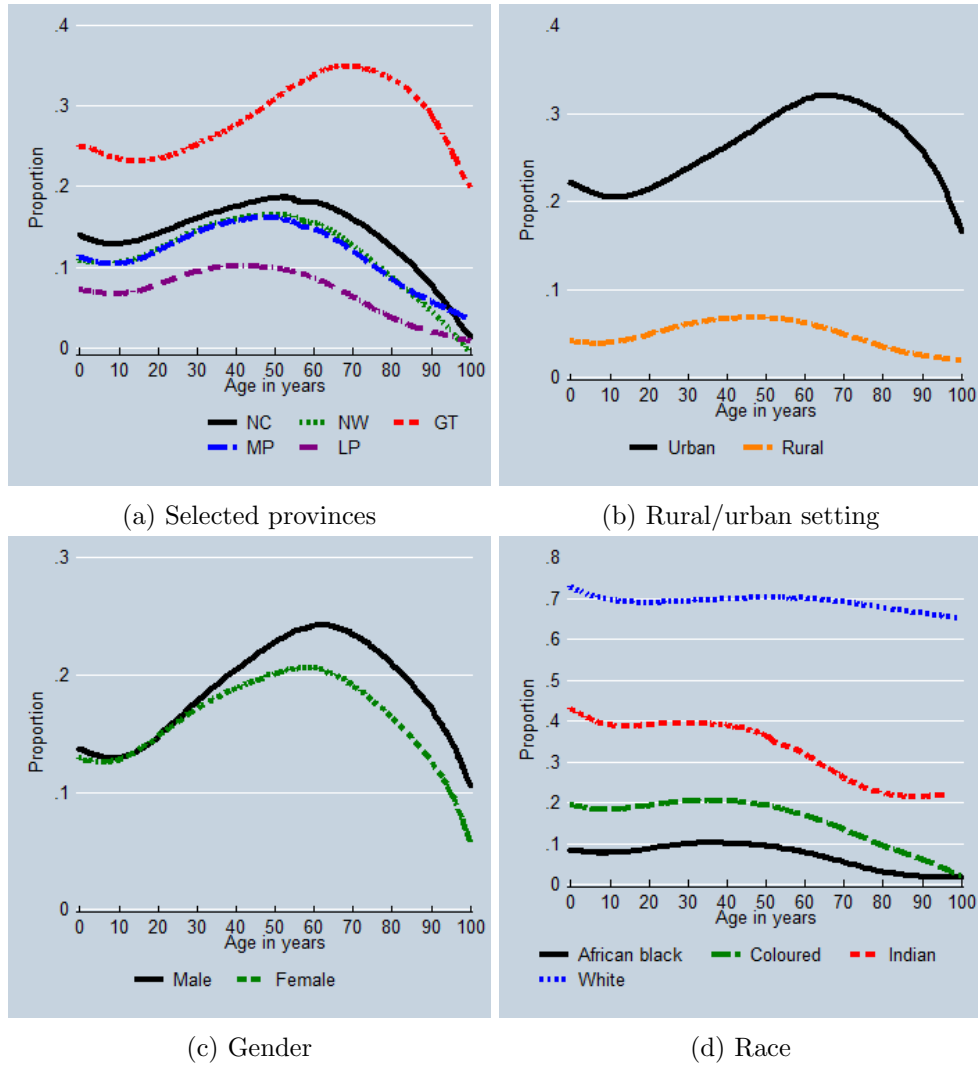 .4
.3
.2
.1
0
Proportion
0 10 20 30 40 50 60 70 80 90 100
Age in years
NC NW GT
MP LP
(a) Selected provinces
.4
.3
.2
.1
0
Proportion
0 10 20 30 40 50 60 70 80 90 100
Age in years
Urban Rural
(b) Rural/urban setting
.3
.2
.1
0
Proportion
0 10 20 30 40 50 60 70 80 90 100
Age in years
Male Female
(c) Gender
.8
.7
.6
.5
.4
.3
.2
.1
0
Proportion
0 10 20 30 40 50 60 70 80 90 100
Age in years
African black Coloured Indian
White
(d) Race